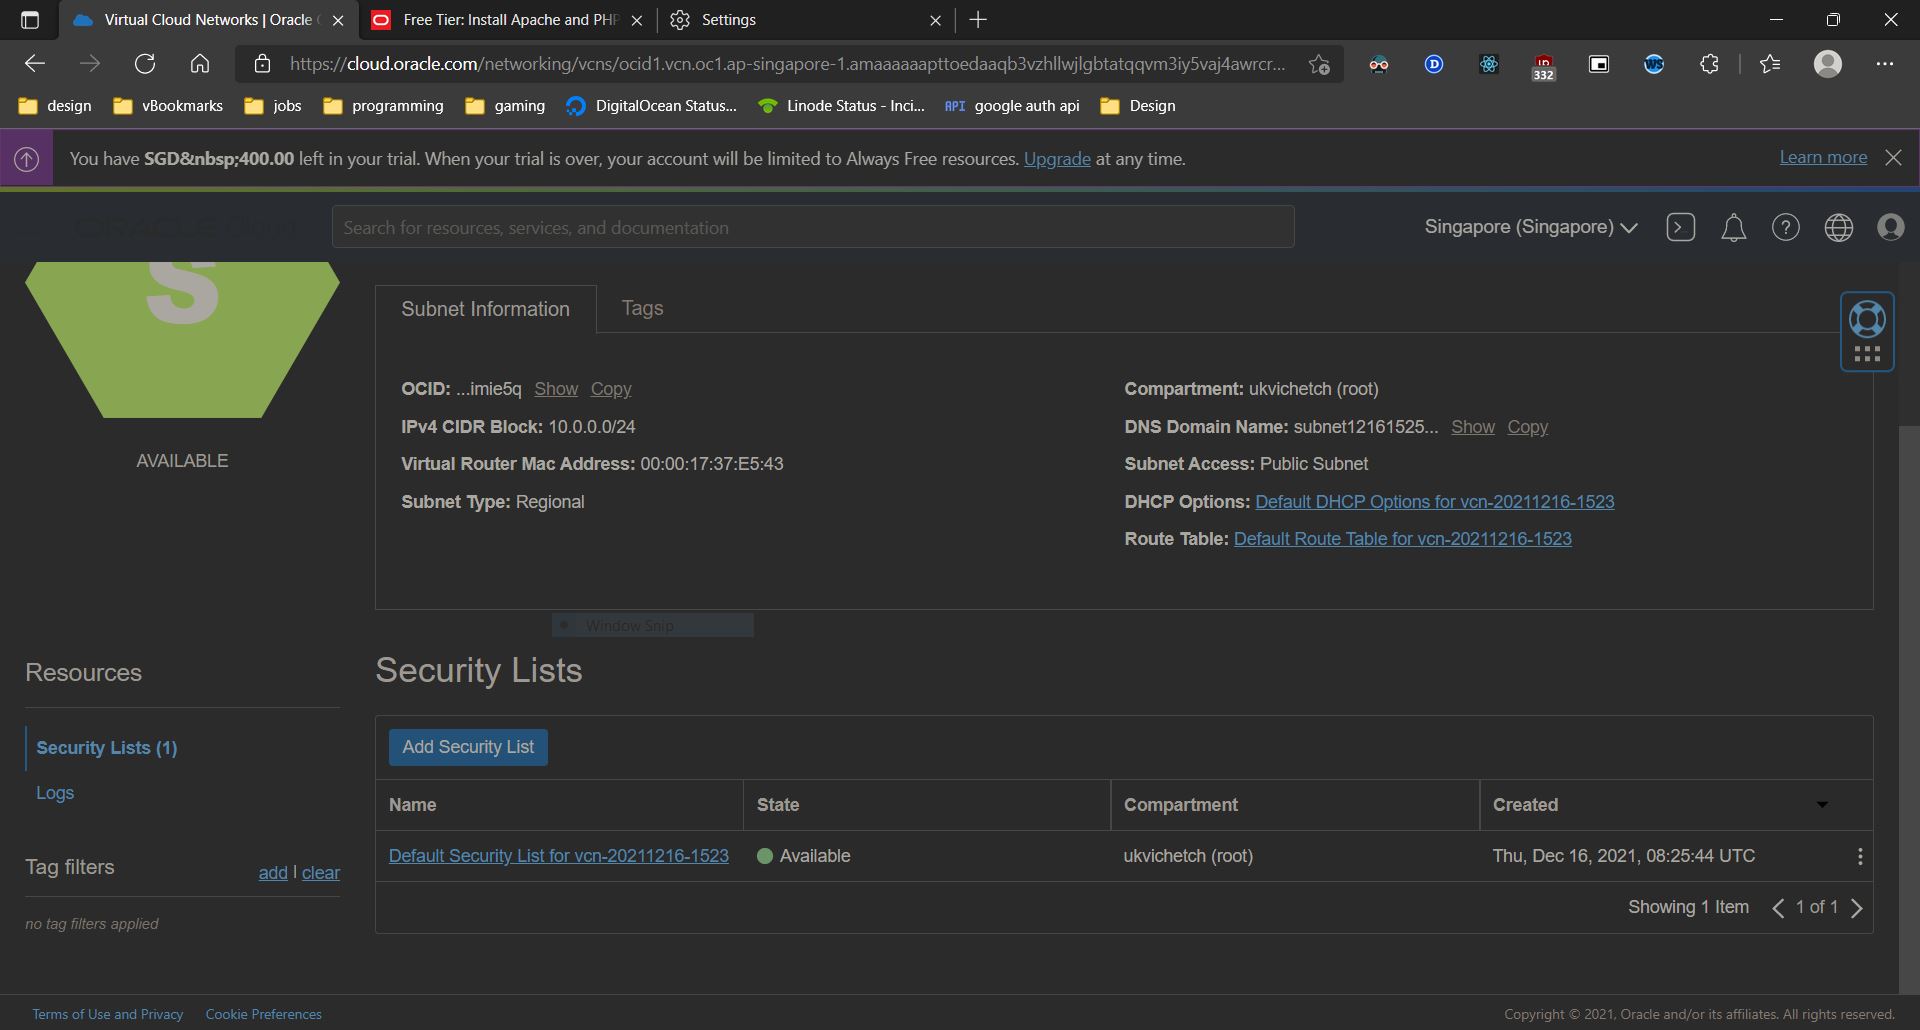 Virtual Cloud Networks | Oracle
Free Tier: Install Apache and PHP
Settings
https://cloud.oracle.com/networking/vcns/ocid1.vcn.oc1.ap-singapore-1.amaaaaaapttoedaaqb3vzhllwjlgbtatqqvm3iy5vaj4awrcr...
332
design
vBookmarks
jobs
programming
gaming
DigitalOcean Status...
Linode Status - Inci...
API google auth api
Design
You have SGD&nbsp;400.00 left in your trial. When your trial is over, your account will be limited to Always Free resources. Upgrade at any time.
Learn more
ORACLE Cloud
Search for resources, services, and documentation
Singapore (Singapore)
S
AVAILABLE
Subnet Information
Tags
OCID: ...imie5q Show Copy
IPv4 CIDR Block: 10.0.0.0/24
Virtual Router Mac Address: 00:00:17:37:E5:43
Subnet Type: Regional
Compartment: ukvichetch (root)
DNS Domain Name: subnet12161525... Show Copy
Subnet Access: Public Subnet
DHCP Options: Default DHCP Options for vcn-20211216-1523
Route Table: Default Route Table for vcn-20211216-1523
Window Snip
Resources
Security Lists (1)
Logs
Tag filters
add | clear
no tag filters applied
Security Lists
Add Security List
Name
State
Compartment
Created
Default Security List for vcn-20211216-1523
Available
ukvichetch (root)
Thu, Dec 16, 2021, 08:25:44 UTC
Showing 1 Item
1 of 1
Terms of Use and Privacy
Cookie Preferences
Copyright © 2021, Oracle and/or its affiliates. All rights reserved.